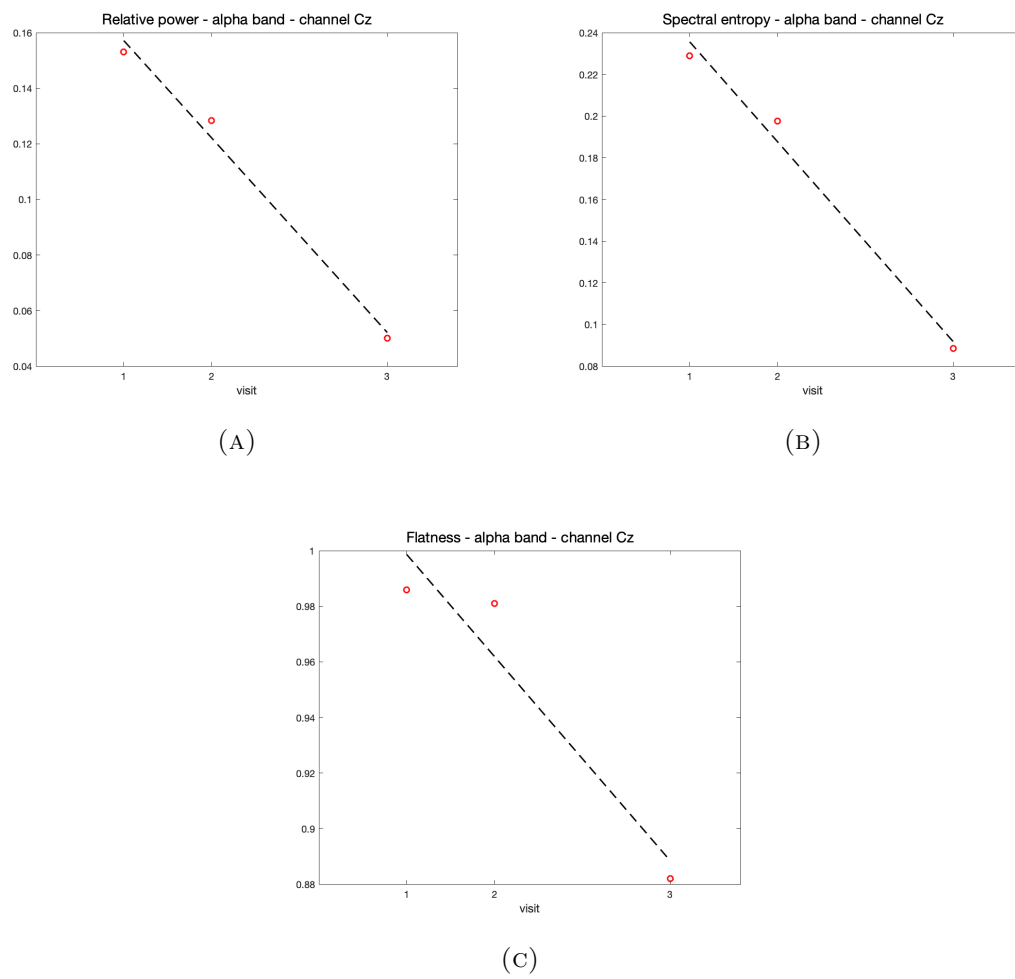 Relative power - alpha band - channel Cz
0.16
0.14
0.12
0.1
0.08
0.06
0.04
1 2 3
visit
(A)
Spectral entropy - alpha band - channel Cz
0.24
0.22
0.2
0.18
0.16
0.14
0.12
0.1
0.08
1 2 3
visit
(B)
Flatness - alpha band - channel Cz
1
0.98
0.96
0.94
0.92
0.9
0.88
1 2 3
visit
(C)